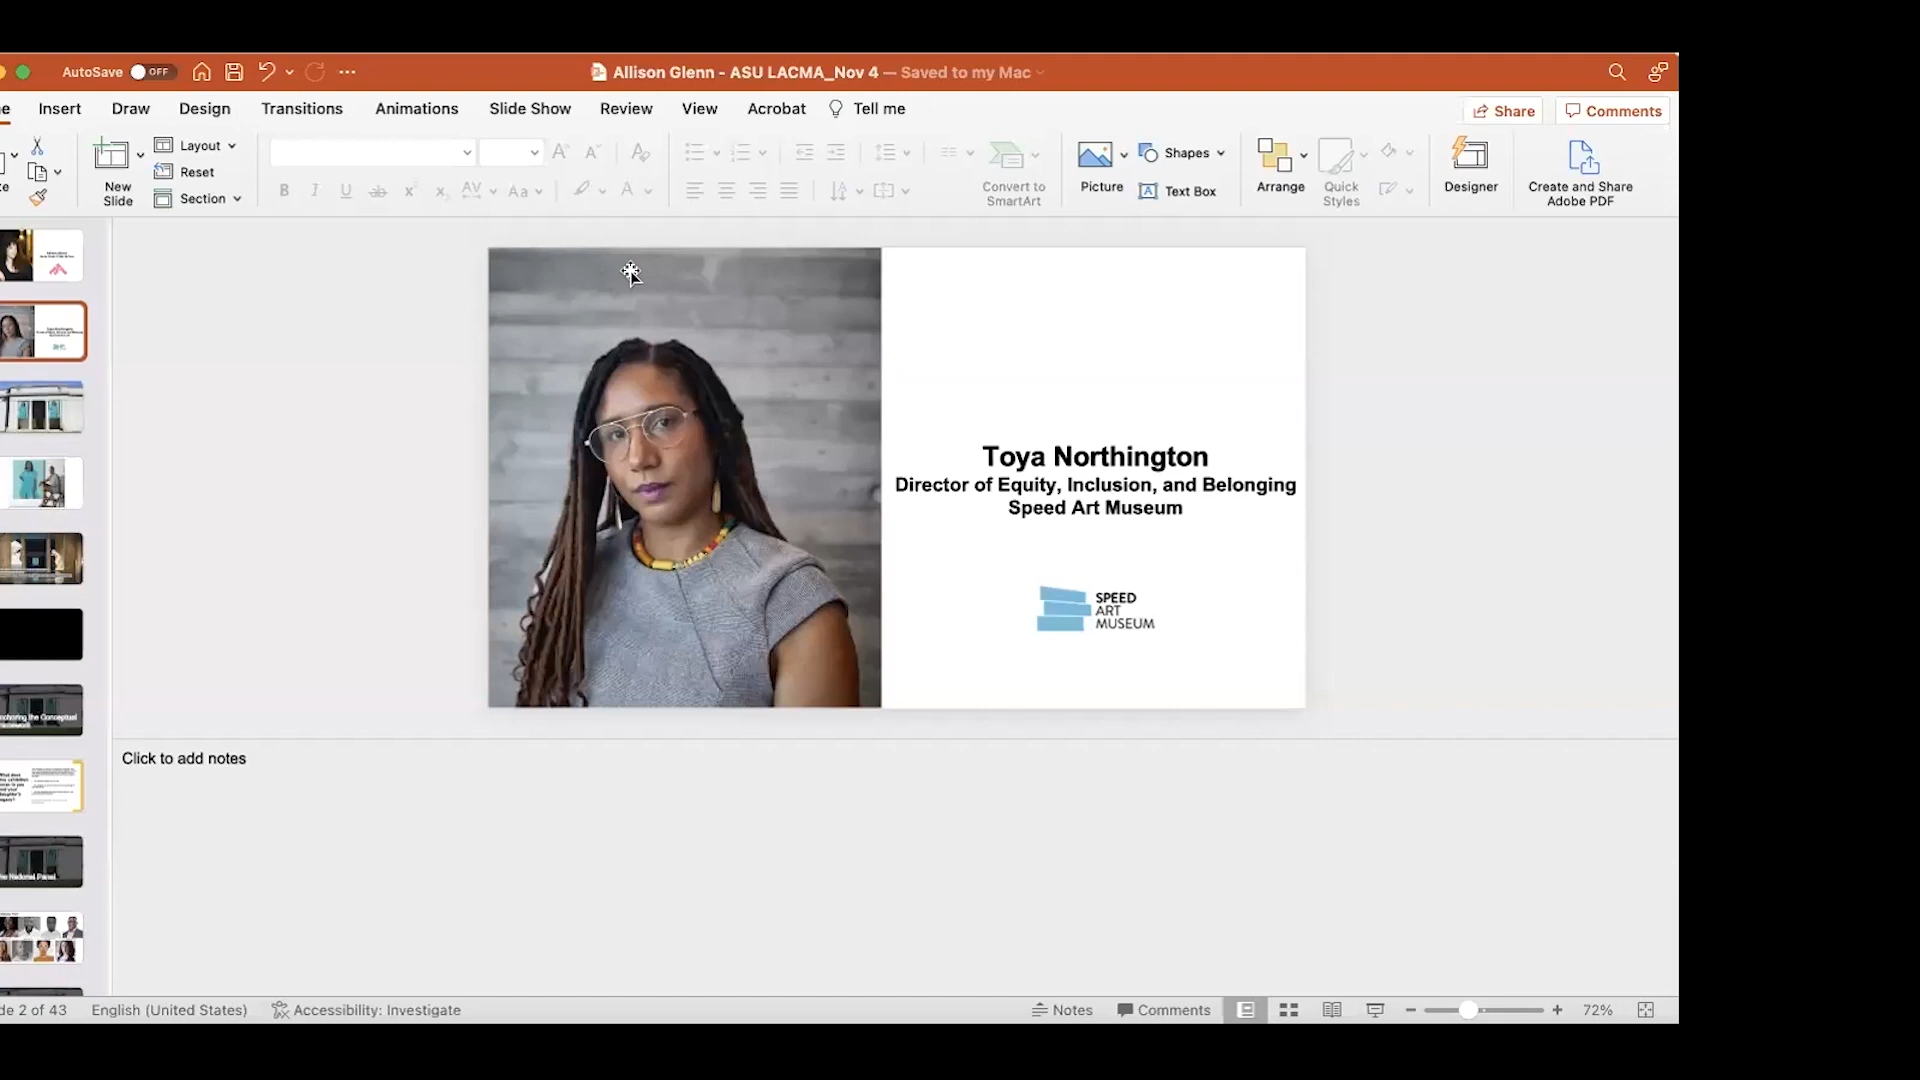 AutoSave OFF
Allison Glenn - ASU LACMA_Nov 4 — Saved to my Mac
Insert Draw Design Transitions Animations Slide Show Review View Acrobat Tell me
Share Comments
Layout
Reset
Section
New
Slide
Convert to
SmartArt
Picture
Shapes
Text Box
Arrange
Quick
Styles
Designer
Create and Share
Adobe PDF
Toya Northington
Director of Equity, Inclusion, and Belonging
Speed Art Museum
SPEED
ART
MUSEUM
Click to add notes
de 2 of 43 English (United States) Accessibility: Investigate Notes Comments 72%